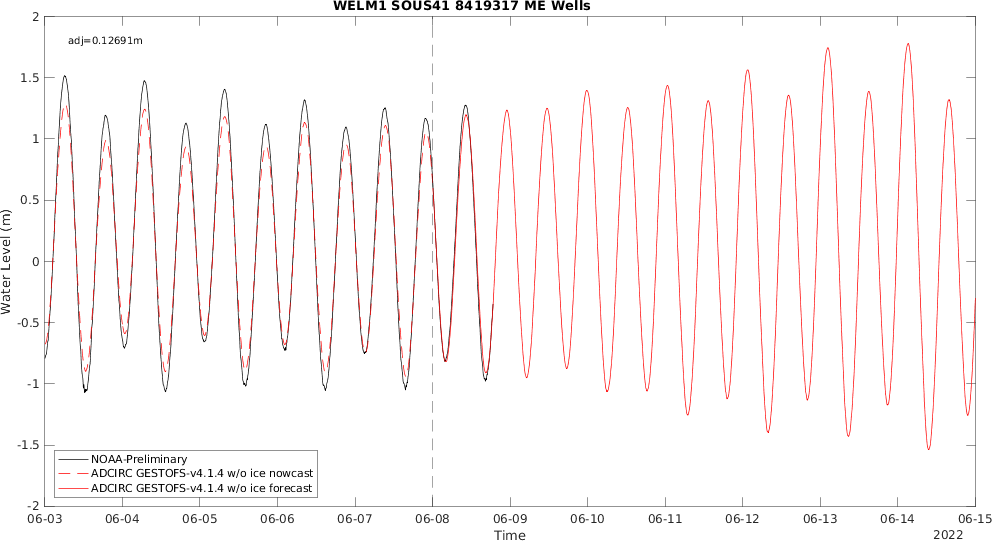 WELM1 SOUS41 8419317 ME Wells
adj=0.12691m
2
1.5
1
0.5
0
-0.5
-1
-1.5
-2
Water Level (m)
NOAA-Preliminary
ADCIRC GESTOFS-v4.1.4 w/o ice nowcast
ADCIRC GESTOFS-v4.1.4 w/o ice forecast
06-03 06-04 06-05 06-06 06-07 06-08 06-09 06-10 06-11 06-12 06-13 06-14 06-15
Time
2022